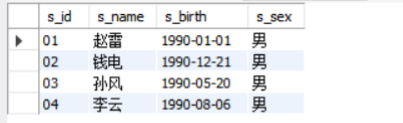 s_id s_name s_birth s_sex
01 赵雷 1990-01-01 男
02 钱电 1990-12-21 男
03 孙风 1990-05-20 男
04 李云 1990-08-06 男